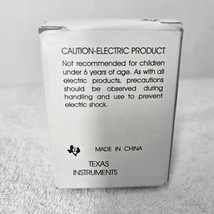 CAUTION-ELECTRIC PRODUCT
Not recommended for children
under 6 years of age. As with all
electric products, precautions
should be observed during
handling and use to prevent
electric shock.
MADE IN CHINA
TEXAS
INSTRUMENTS